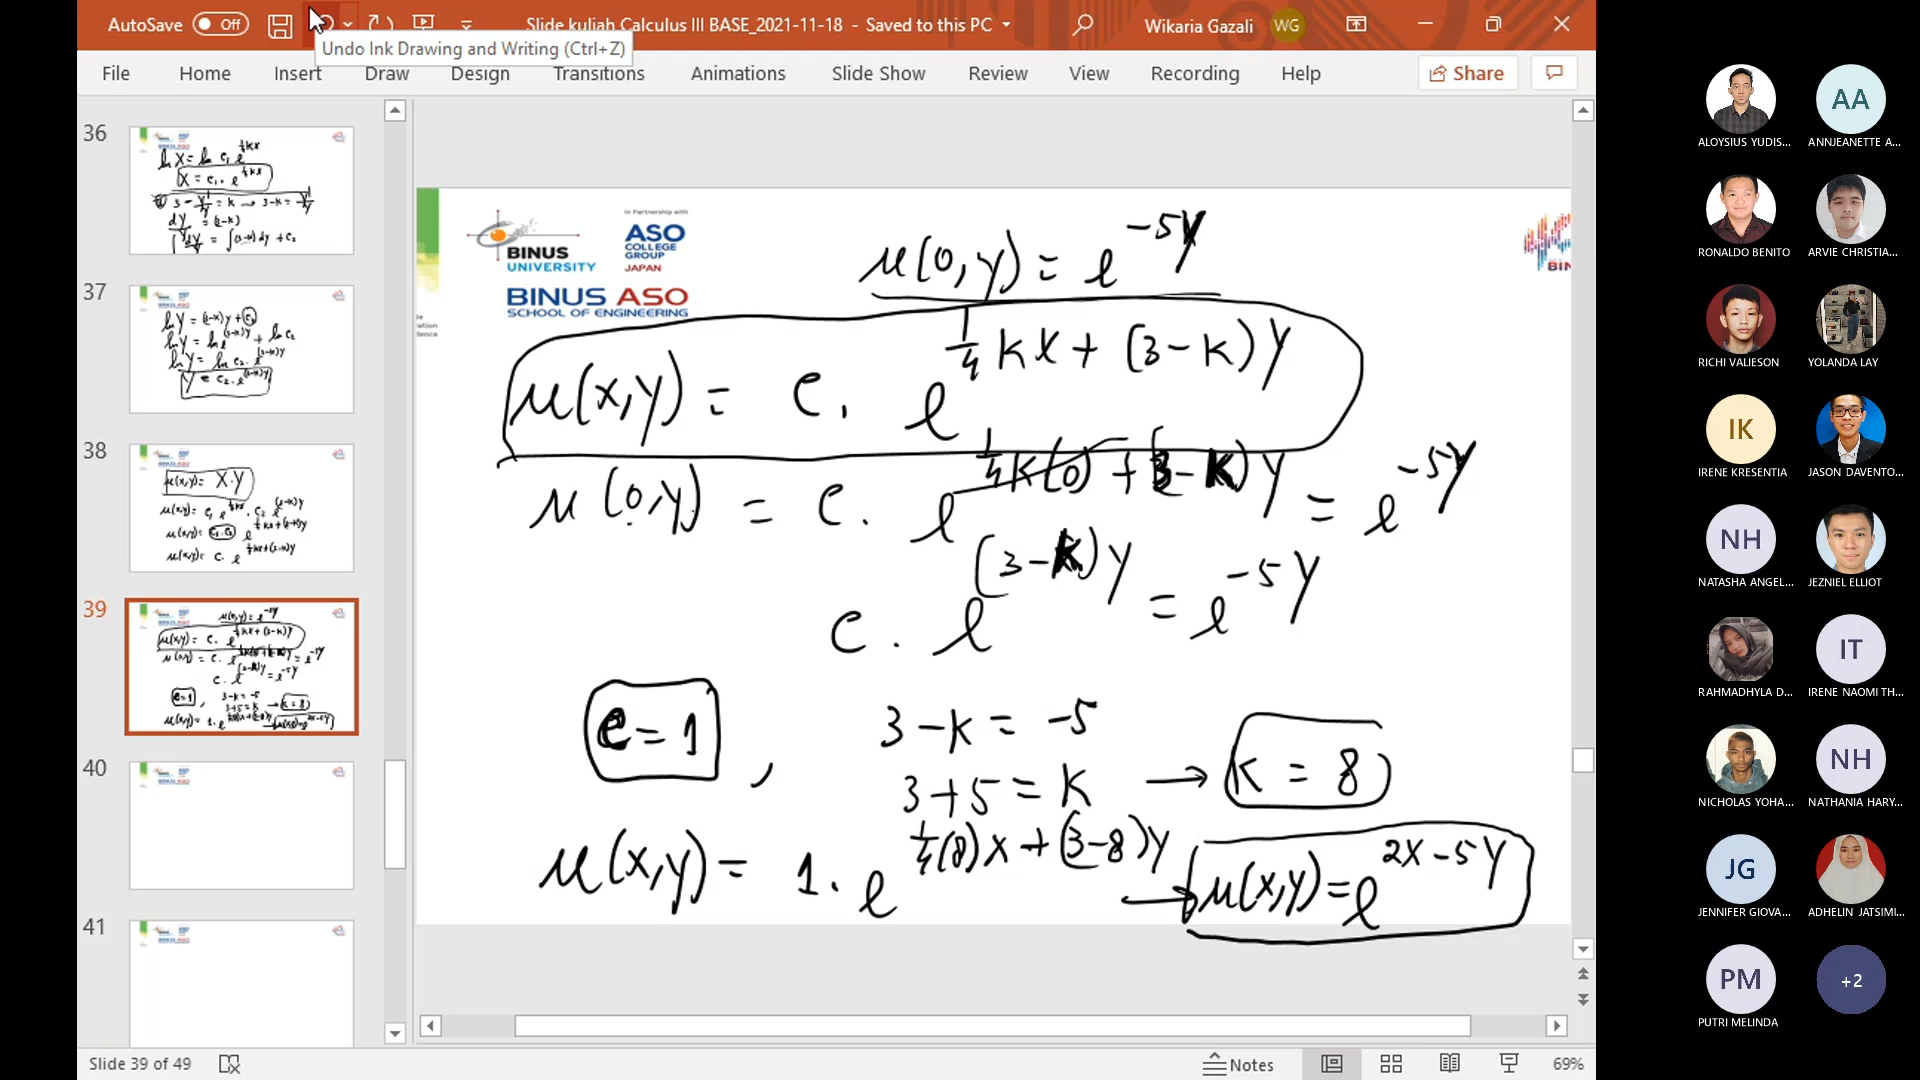 AutoSave Off Slide kuliah Calculus III BASE_2021-11-18 - Saved to this PC Wikaria Gazali WG
Undo Ink Drawing and Writing (Ctrl+Z)
File Home Insert Draw Design Transitions Animations Slide Show Review View Recording Help Share
36
37
38
39
40
41
BINUS UNIVERSITY
In Partnership with
ASO COLLEGE GROUP JAPAN
BINUS ASO
SCHOOL OF ENGINEERING
u(0,y) = e^{-5y}
u(x,y) = c. e^{1/4 kx + (3-k)y}
u(0,y) = c. e^{1/4 k(0) + (3-k)y} = e^{-5y}
c. e^{(3-k)y} = e^{-5y}
c=1,
3-k = -5
3+5 = k → k = 8
u(x,y) = 1. e^{1/4(8)x + (3-8)y} → u(x,y) = e^{2x-5y}
Slide 39 of 49
Notes
69%
ALOYSIUS YUDIS...
AA
ANNJEANETTE A...
RONALDO BENITO
ARVIE CHRISTIA...
RICHI VALIESON
YOLANDA LAY
IK
IRENE KRESENTIA
JASON DAVENTO...
NH
NATASHA ANGEL...
JEZNIEL ELLIOT
RAHMADHYLA D...
IT
IRENE NAOMI TH...
NICHOLAS YOHA...
NH
NATHANIA HARY...
JG
JENNIFER GIOVA...
ADHELIN JATSIMI...
PM
PUTRI MELINDA
+2